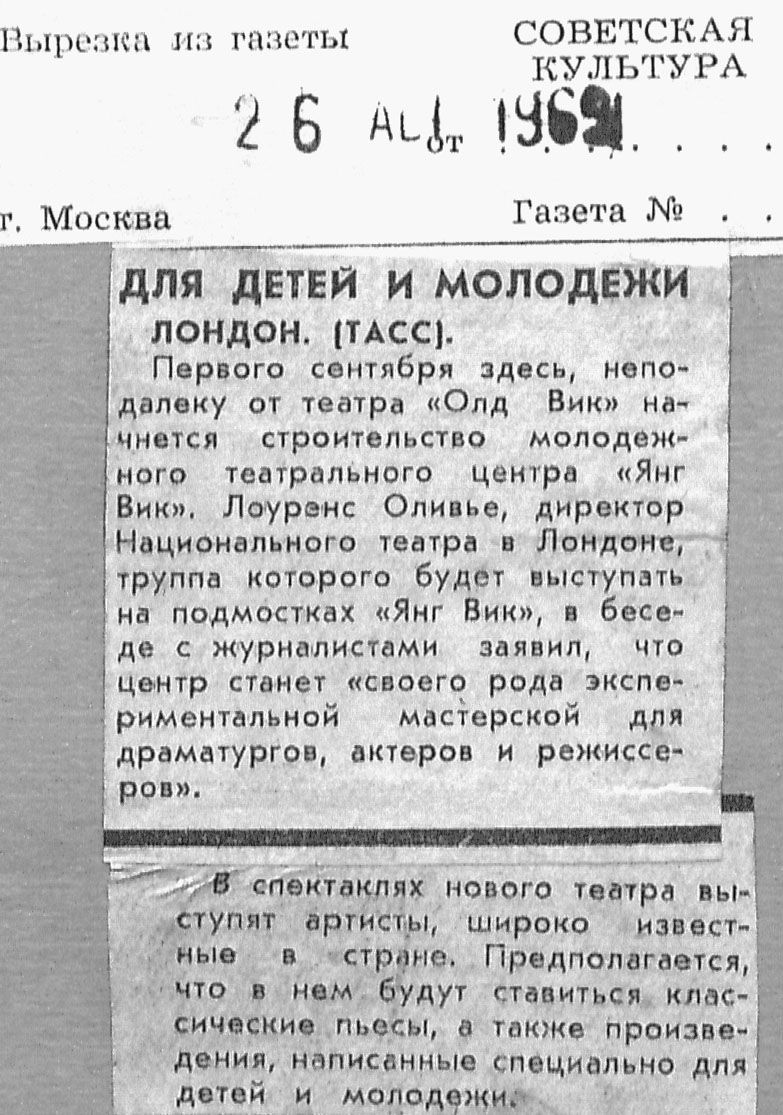 Вырезка из газеты
СОВЕТСКАЯ
КУЛЬТУРА
26 от
г. Москва
Газета № . .
ДЛЯ ДЕТЕЙ И МОЛОДЕЖИ
ЛОНДОН. (ТАСС).
Первого сентября здесь, непо-
далеку от театра «Олд Вик» на-
чнется строительство молодеж-
ного театрального центра «Янг
Вик». Лоуренс Оливье, директор
Национального театра в Лондоне,
труппа которого будет выступать
на подмостках «Янг Вик», в бесе-
де с журналистами заявил, что
центр станет «своего рода экспе-
риментальной мастерской для
драматургов, актеров и режиссе-
ров».
В спектаклях нового театра вы-
ступят артисты, широко извест-
ные в стране. Предполагается,
что в нем будут ставиться клас-
сические пьесы, а также произве-
дения, написанные специально для
детей и молодежи.